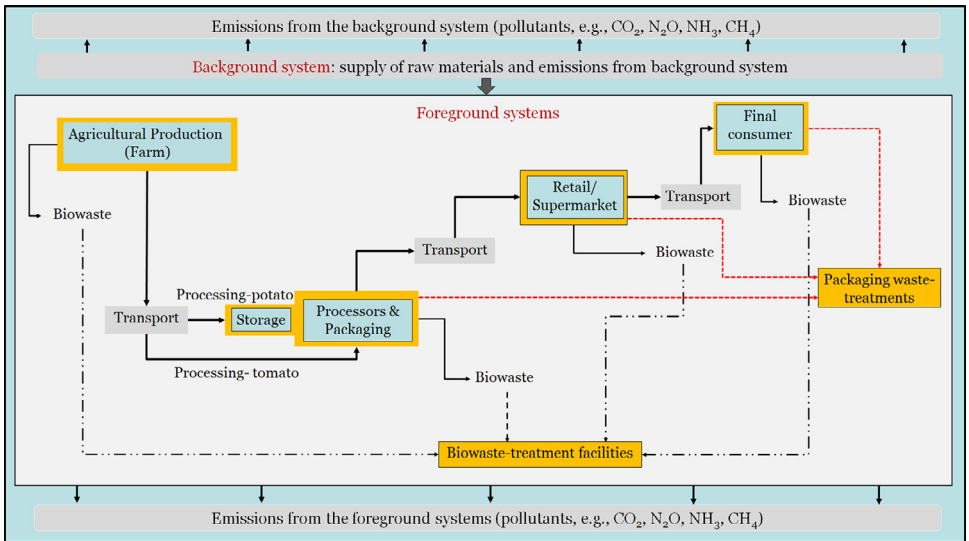 Emissions from the background system (pollutants, e.g., CO₂, N₂O, NH₃, CH₄)
Background system: supply of raw materials and emissions from background system
Foreground systems
Agricultural Production
(Farm)
Final
consumer
Retail/
Supermarket
Transport
Biowaste
Biowaste
Transport
Biowaste
Packaging waste-
treatments
Processing-potato
Transport
Storage
Processors &
Packaging
Processing- tomato
Biowaste
Biowaste-treatment facilities
Emissions from the foreground systems (pollutants, e.g., CO₂, N₂O, NH₃, CH₄)